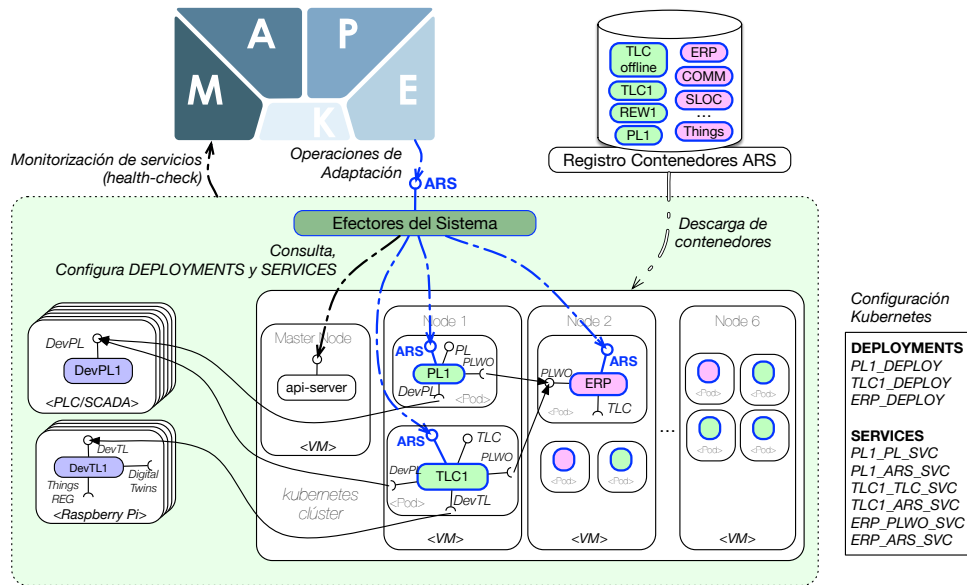 A
P
M
K
E
TLC
offline
TLC1
REW1
PL1
ERP
COMM
SLOC
...
Things
Registro Contenedores ARS
Monitorización de servicios
(health-check)
Operaciones de
Adaptación
ARS
Efectores del Sistema
Descarga de
contenedores
Consulta,
Configura DEPLOYMENTS y SERVICES
DevPL
DevPL1
<PLC/SCADA>
DevTL
DevTL1
Things
REG
Digital
Twins
<Raspberry Pi>
Master Node
api-server
<VM>
kubernetes
clúster
Node 1
ARS
PL
PLWO
PL1
DevPL
<Pod>
ARS
TLC
PLWO
DevPL
TLC1
<Pod>
DevTL
<VM>
Node 2
ARS
PLWO
ERP
<Pod>
TLC
<Pod>
<Pod>
<VM>
...
Node 6
<Pod>
<Pod>
<Pod>
<Pod>
<VM>
Configuración
Kubernetes
DEPLOYMENTS
PL1_DEPLOY
TLC1_DEPLOY
ERP_DEPLOY
SERVICES
PL1_PL_SVC
PL1_ARS_SVC
TLC1_TLC_SVC
TLC1_ARS_SVC
ERP_PLWO_SVC
ERP_ARS_SVC